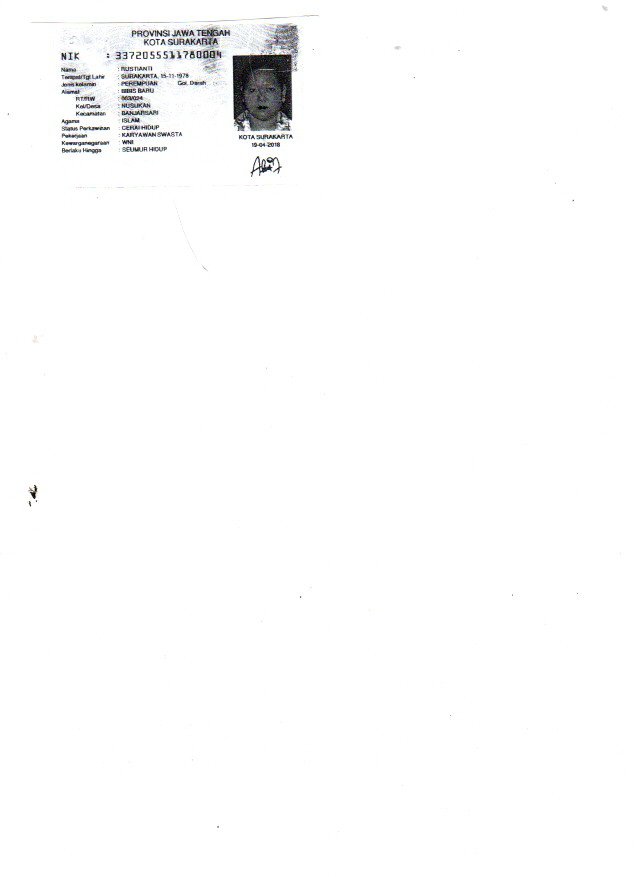 PROVINSI JAWA TENGAH
KOTA SURAKARTA
NIK : 3372055511780004
Nama : RUSTIANTI
Tempat/Tgl Lahir : SURAKARTA, 15-11-1978
Jenis kelamin : PEREMPUAN Gol. Darah
Alamat : BIBIS BARU
RT/RW : /024
Kel/Desa : NUSUKAN
Kecamatan : BANJARSARI
Agama : ISLAM
Status Perkawinan : CERAI HIDUP
Pekerjaan : KARYAWAN SWASTA
Kewarganegaraan : WNI
Berlaku Hingga : SEUMUR HIDUP
KOTA SURAKARTA
19-04-2018